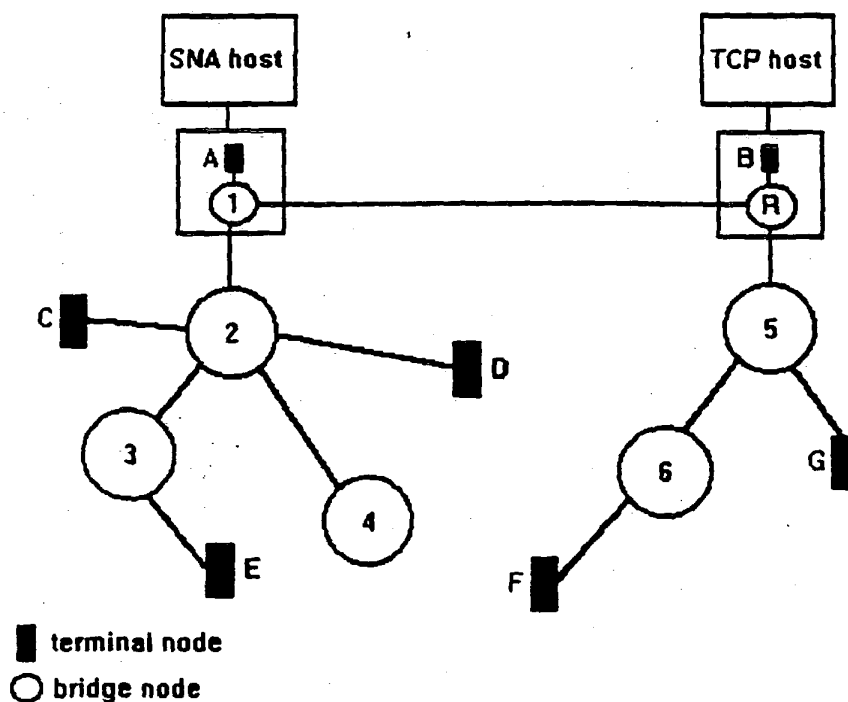 SNA host
TCP host
A
B
1
R
C
2
D
5
3
4
6
G
E
F
terminal node
bridge node